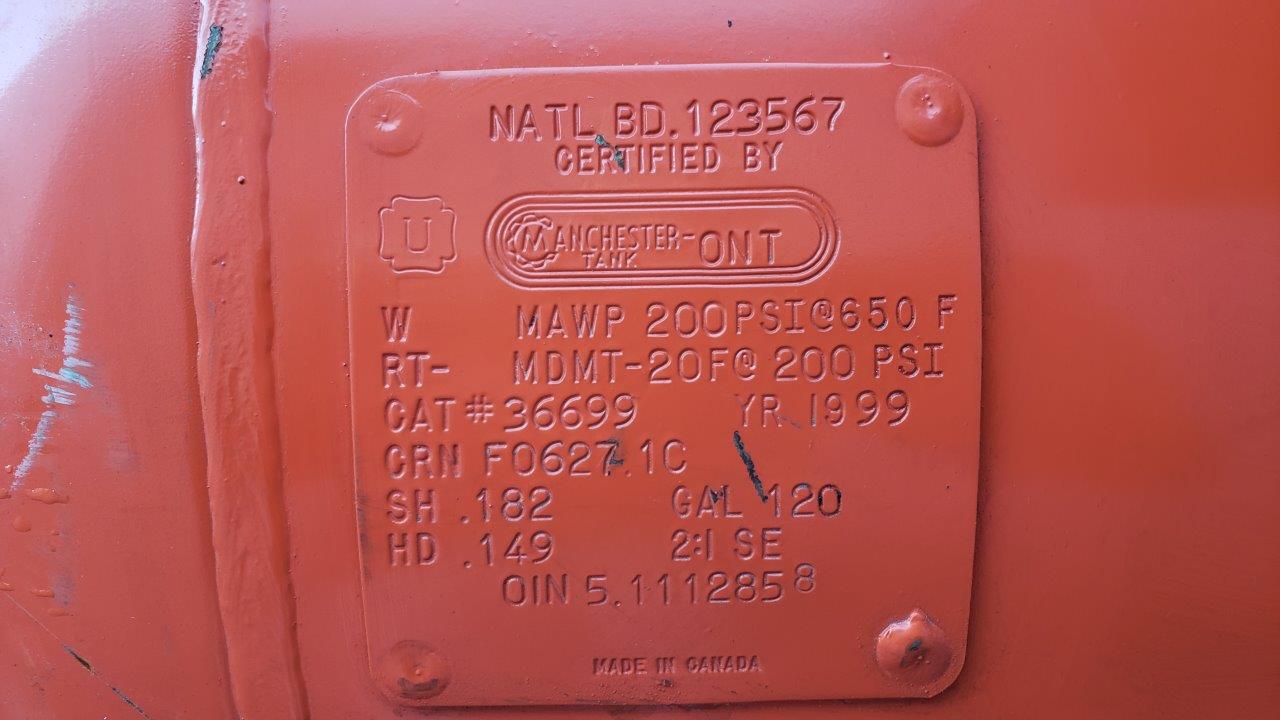 NATL BD.123567
CERTIFIED BY
U
MANCHESTER-ONT
TANK
W MAWP 200PSI@650 F
RT- MDMT-20F@ 200 PSI
CAT#36699 YR 1999
CRN F0627.1C
SH .182 GAL 120
HD .149 2:1 SE
OIN 5.1112858
MADE IN CANADA